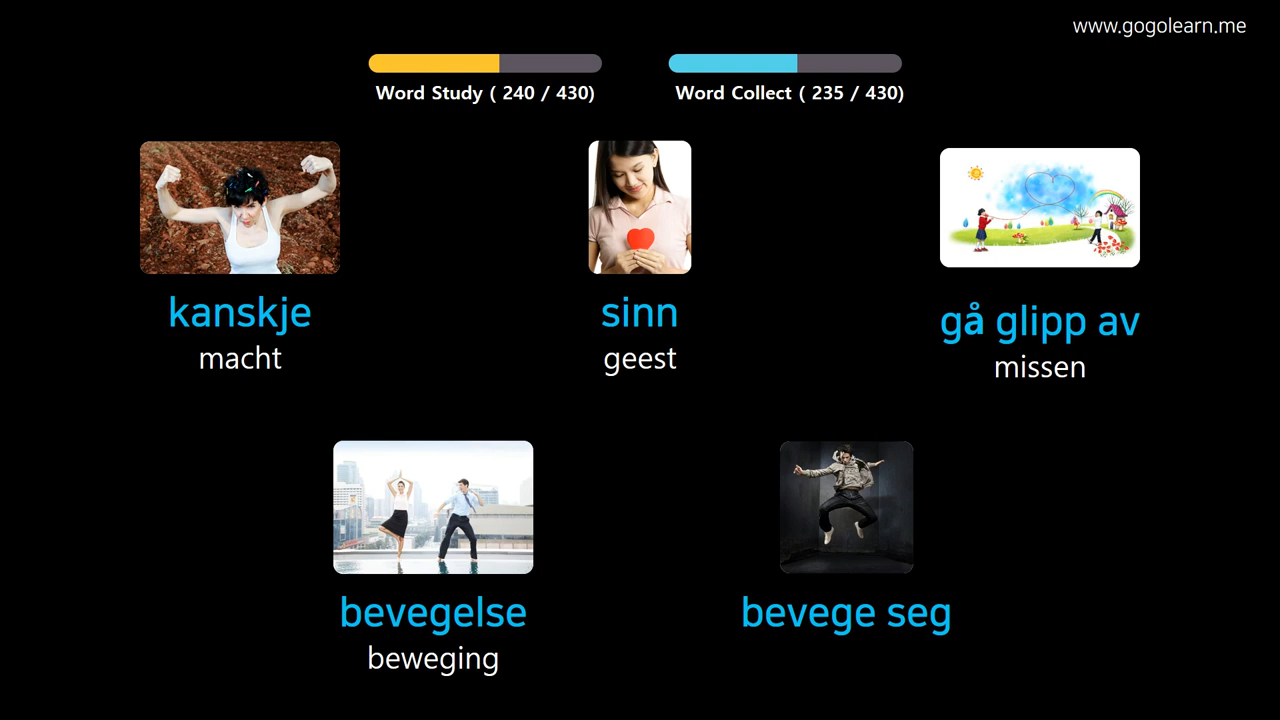 www.gogolearn.me
Word Study ( 240 / 430)
Word Collect ( 235 / 430)
kanskje
macht
sinn
geest
gå glipp av
missen
bevegelse
beweging
bevege seg